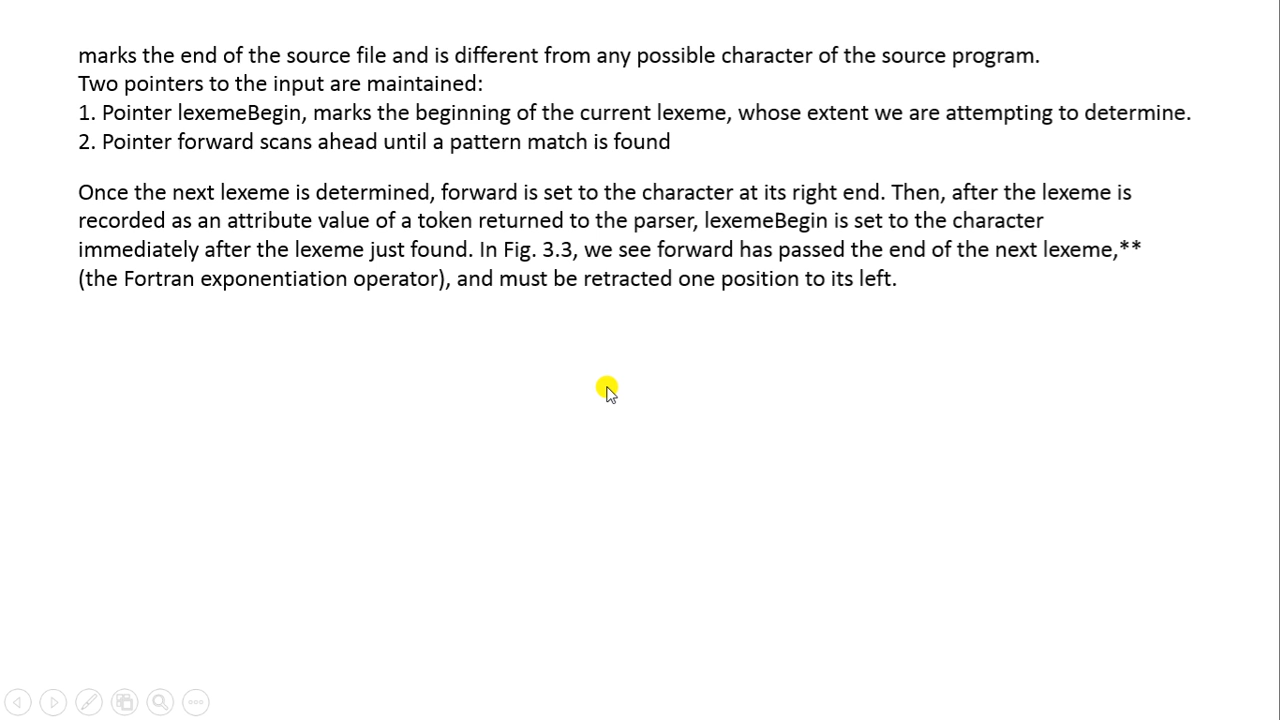 marks the end of the source file and is different from any possible character of the source program.
Two pointers to the input are maintained:
1. Pointer lexemeBegin, marks the beginning of the current lexeme, whose extent we are attempting to determine.
2. Pointer forward scans ahead until a pattern match is found
Once the next lexeme is determined, forward is set to the character at its right end. Then, after the lexeme is
recorded as an attribute value of a token returned to the parser, lexemeBegin is set to the character
immediately after the lexeme just found. In Fig. 3.3, we see forward has passed the end of the next lexeme,**
(the Fortran exponentiation operator), and must be retracted one position to its left.